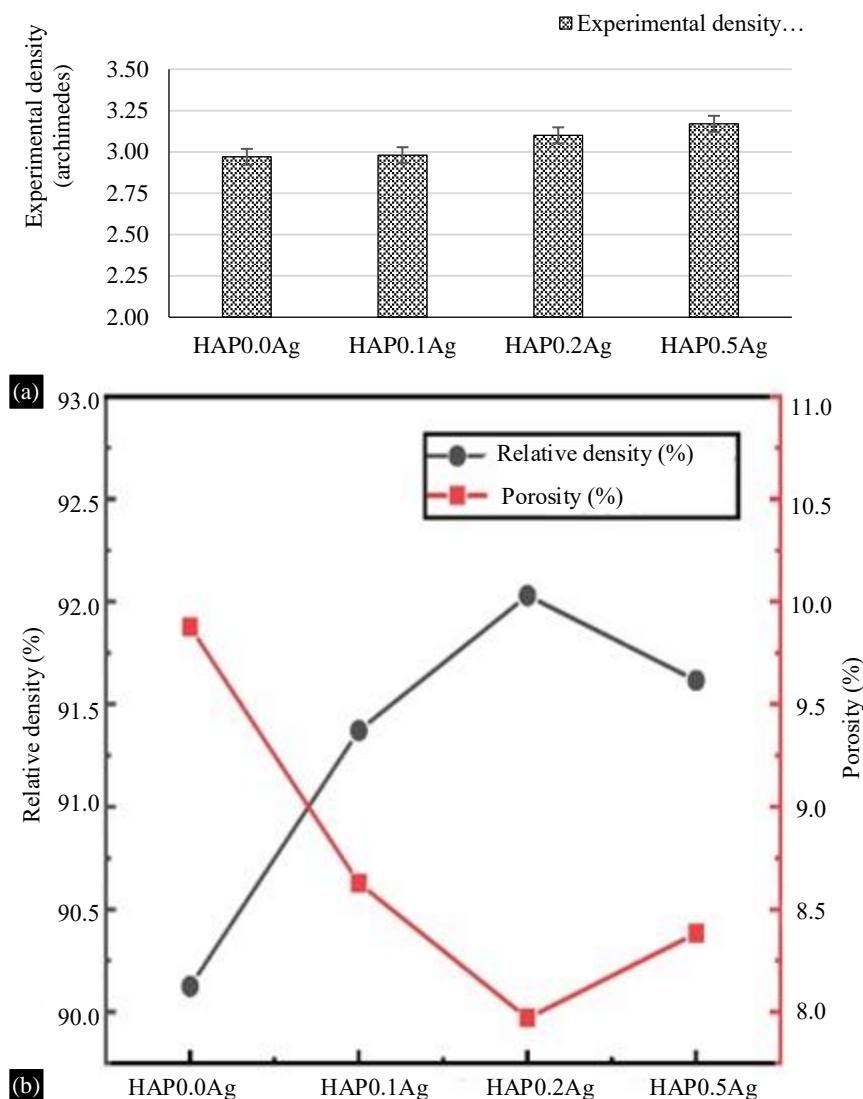 Experimental density…
Experimental density
(archimedes)
3.50
3.25
3.00
2.75
2.50
2.25
2.00
HAP0.0Ag HAP0.1Ag HAP0.2Ag HAP0.5Ag
(a)
Relative density (%)
Porosity (%)
Relative density (%)
93.0
92.5
92.0
91.5
91.0
90.5
90.0
11.0
10.5
10.0
9.5
9.0
8.5
8.0
Porosity (%)
HAP0.0Ag HAP0.1Ag HAP0.2Ag HAP0.5Ag
(b)